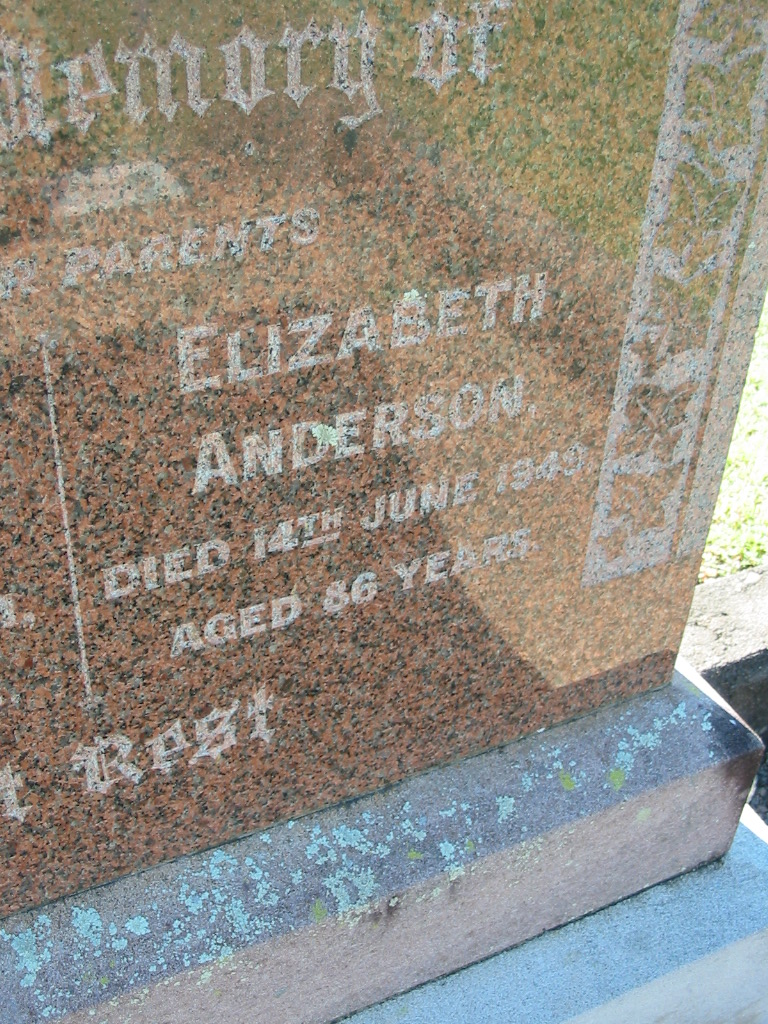 Memory of
R PARENTS
ELIZABETH
ANDERSON,
DIED 14TH JUNE 1949
AGED 86 YEARS.
Rest